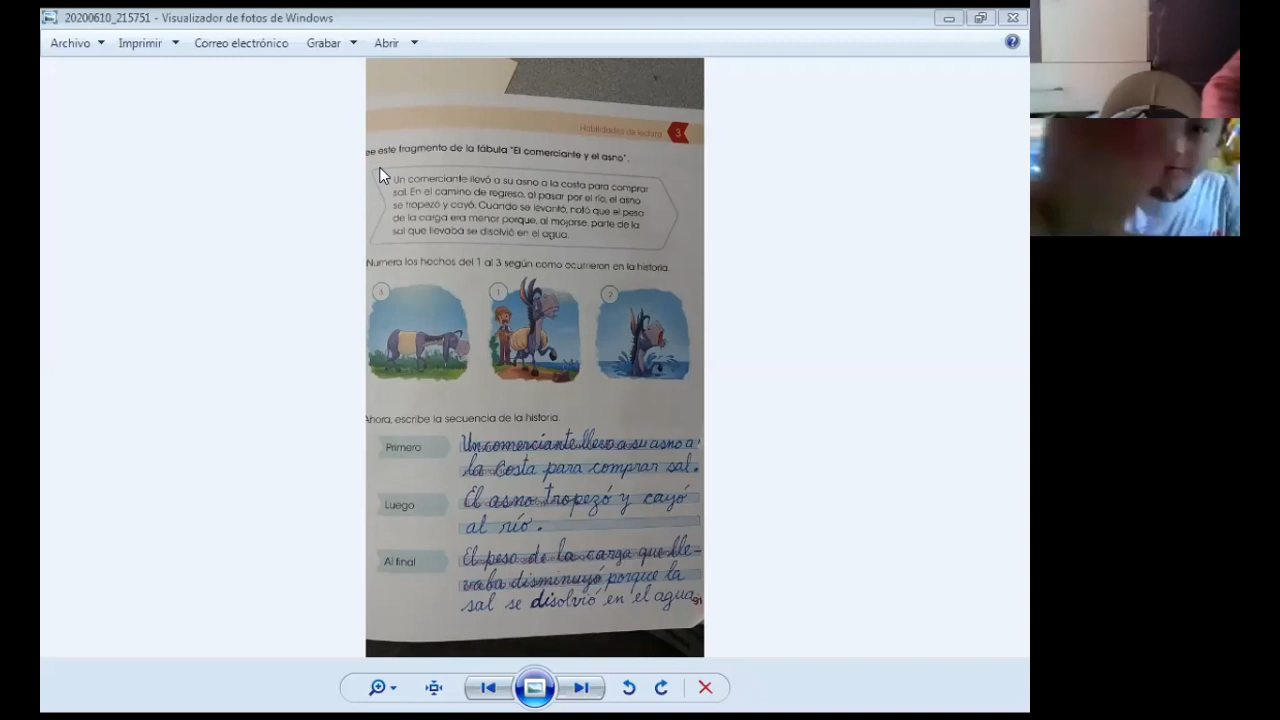 20200610_215751 - Visualizador de fotos de Windows
Archivo Imprimir Correo electrónico Grabar Abrir
Habilidades de lectura 3
ee este fragmento de la fábula "El comerciante y el asno".
Un comerciante llevó a su asno a la costa para comprar
sal. En el camino de regreso, al pasar por el río, el asno
se tropezó y cayó. Cuando se levantó, notó que el peso
de la carga era menor porque, al mojarse, parte de la
sal que llevaba se disolvió en el agua.
Numera los hechos del 1 al 3 según como ocurrieron en la historia.
3 1 2
Ahora, escribe la secuencia de la historia.
Primero
Un comerciante llevo a su asno a
la costa para comprar sal.
Luego
El asno tropezó y cayó
al río.
Al final
El peso de la carga que lle-
vaba disminuyó porque la
sal se disolvió en el agua.
91